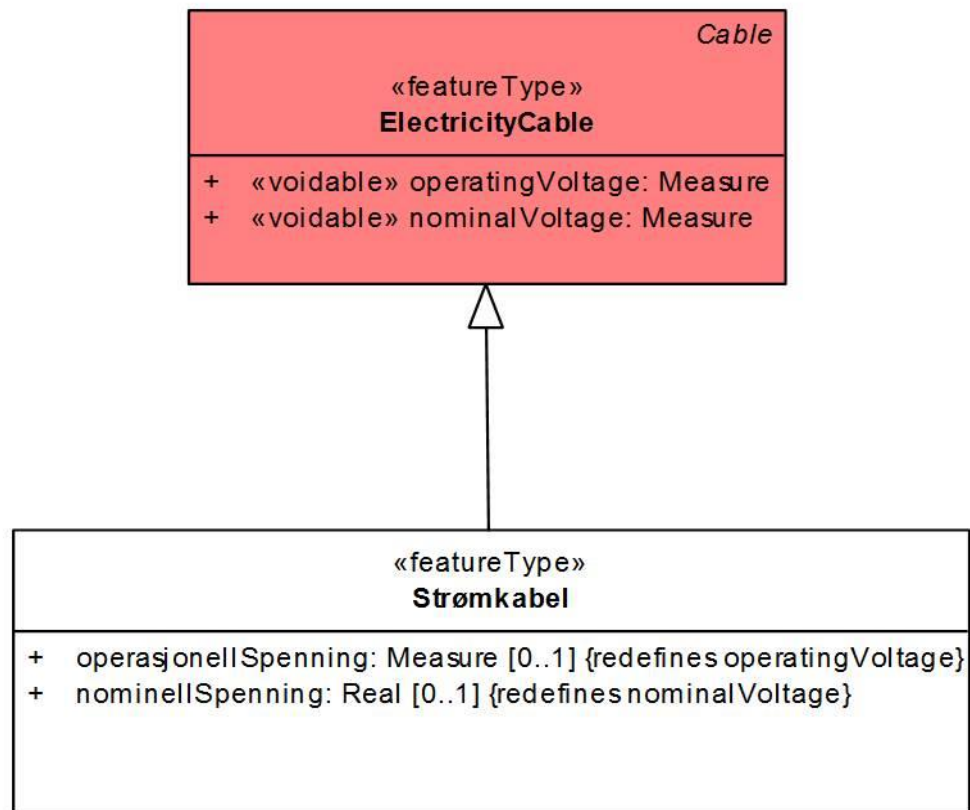 Cable
«featureType»
ElectricityCable
+ «voidable» operatingVoltage: Measure
+ «voidable» nominalVoltage: Measure
«featureType»
Strømkabel
+ operasjonellSpenning: Measure [0..1] {redefines operatingVoltage}
+ nominellSpenning: Real [0..1] {redefines nominalVoltage}